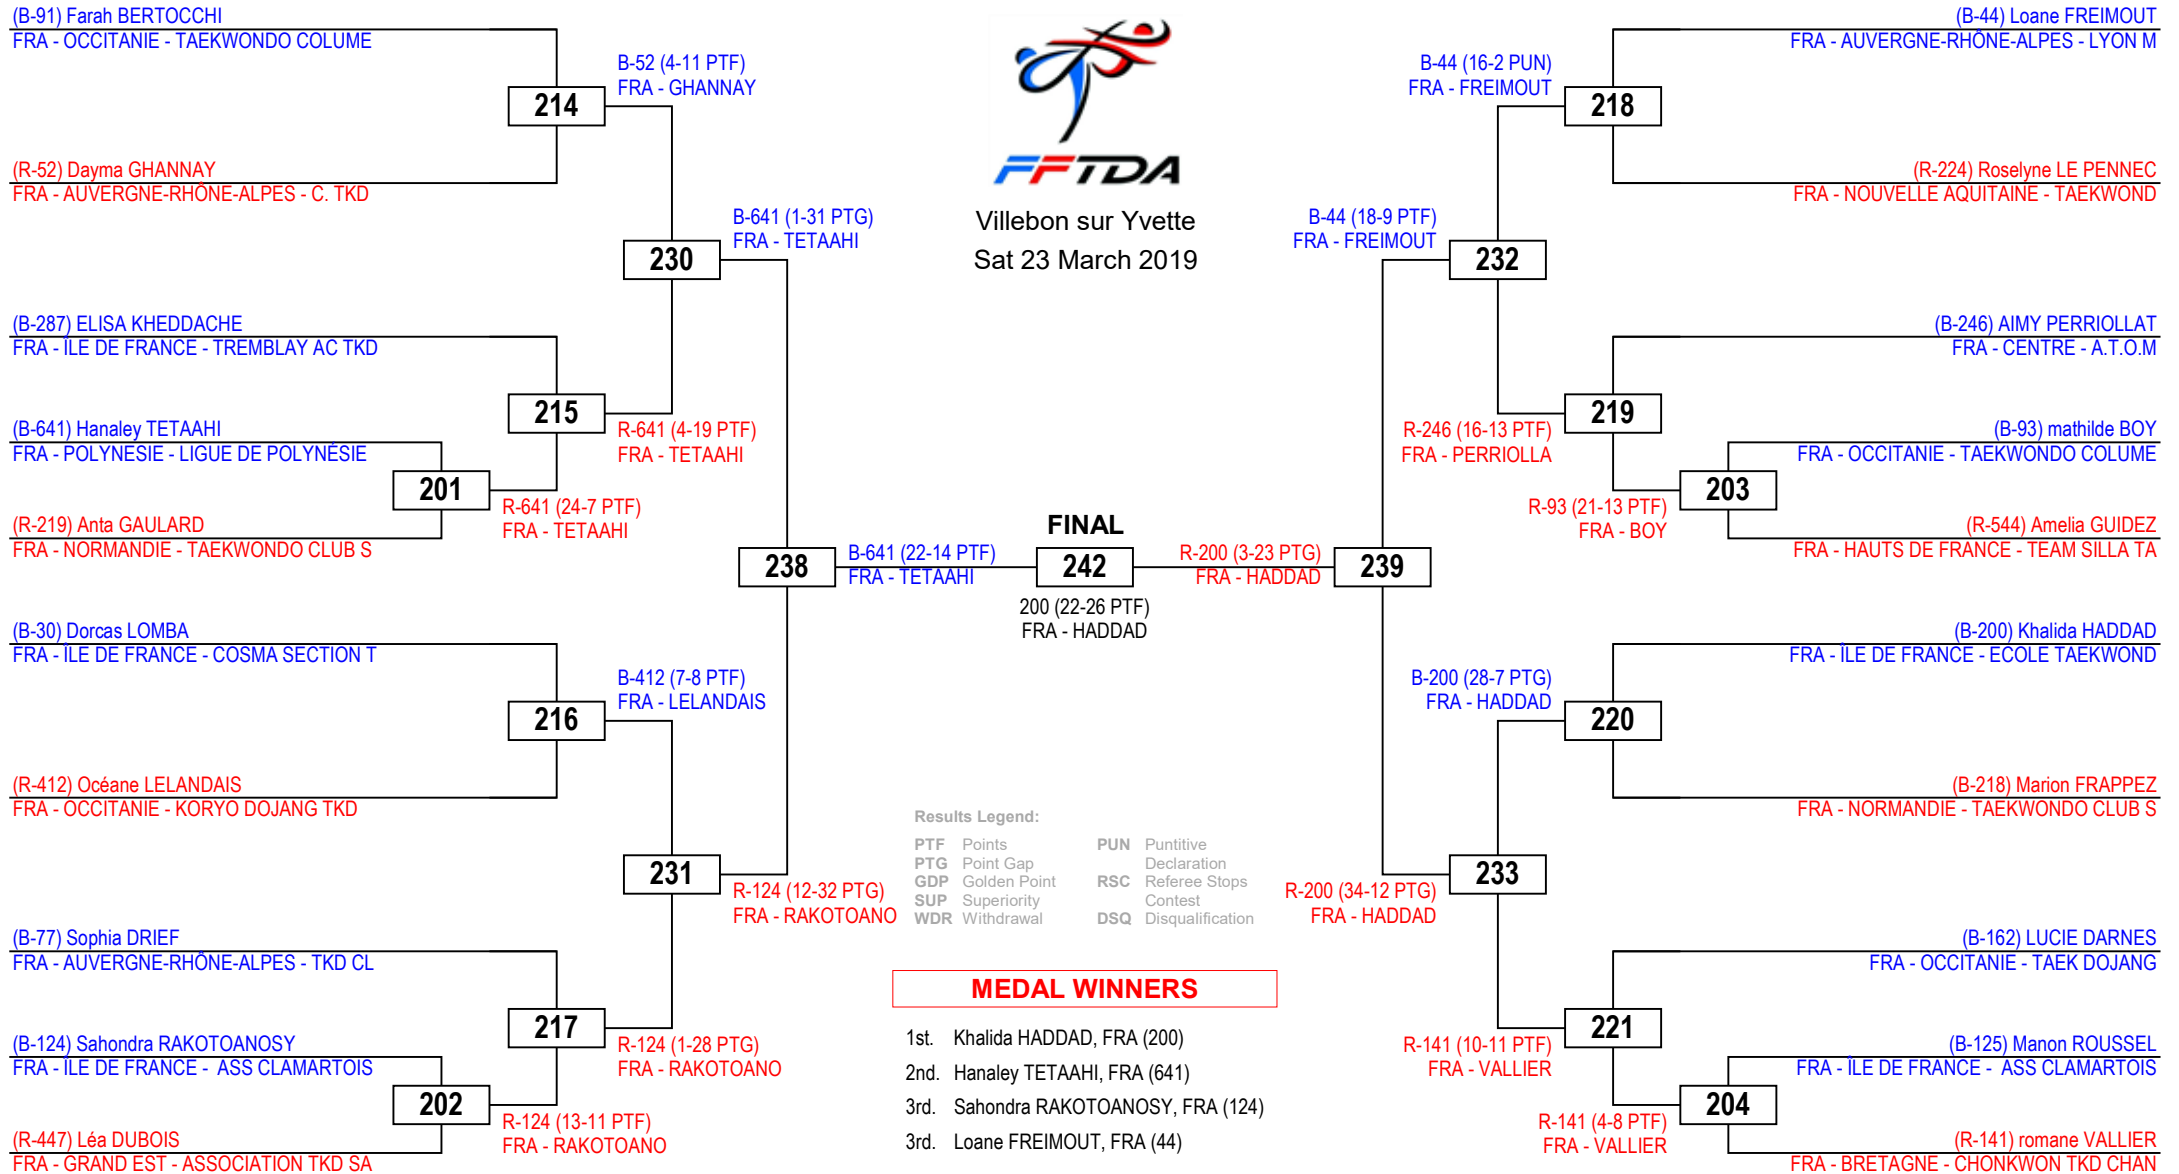 (B-91) Farah BERTOCCHI
FRA - OCCITANIE - TAEKWONDO COLUME
B-52 (4-11 PTF)
FRA - GHANNAY
214
(R-52) Dayma GHANNAY
FRA - AUVERGNE-RHÔNE-ALPES - C. TKD
B-641 (1-31 PTG)
FRA - TETAAHI
230
(B-287) ELISA KHEDDACHE
FRA - ÎLE DE FRANCE - TREMBLAY AC TKD
215
(B-641) Hanaley TETAAHI
FRA - POLYNESIE - LIGUE DE POLYNÉSIE
R-641 (4-19 PTF)
FRA - TETAAHI
201
R-641 (24-7 PTF)
FRA - TETAAHI
(R-219) Anta GAULARD
FRA - NORMANDIE - TAEKWONDO CLUB S
238
B-641 (22-14 PTF)
FRA - TETAAHI
(B-30) Dorcas LOMBA
FRA - ÎLE DE FRANCE - COSMA SECTION T
B-412 (7-8 PTF)
FRA - LELANDAIS
216
(R-412) Océane LELANDAIS
FRA - OCCITANIE - KORYO DOJANG TKD
231
R-124 (12-32 PTG)
FRA - RAKOTOANO
(B-77) Sophia DRIEF
FRA - AUVERGNE-RHÔNE-ALPES - TKD CL
217
(B-124) Sahondra RAKOTOANOSY
FRA - ÎLE DE FRANCE - ASS CLAMARTOIS
R-124 (1-28 PTG)
FRA - RAKOTOANO
202
R-124 (13-11 PTF)
FRA - RAKOTOANO
(R-447) Léa DUBOIS
FRA - GRAND EST - ASSOCIATION TKD SA
FFTDA
Villebon sur Yvette
Sat 23 March 2019
FINAL
242
200 (22-26 PTF)
FRA - HADDAD
Results Legend:
PTF Points
PTG Point Gap
GDP Golden Point
SUP Superiority
WDR Withdrawal
PUN Puntitive
Declaration
RSC Referee Stops
Contest
DSQ Disqualification
MEDAL WINNERS
1st. Khalida HADDAD, FRA (200)
2nd. Hanaley TETAAHI, FRA (641)
3rd. Sahondra RAKOTOANOSY, FRA (124)
3rd. Loane FREIMOUT, FRA (44)
(B-44) Loane FREIMOUT
FRA - AUVERGNE-RHÔNE-ALPES - LYON M
B-44 (16-2 PUN)
FRA - FREIMOUT
218
(R-224) Roselyne LE PENNEC
FRA - NOUVELLE AQUITAINE - TAEKWOND
B-44 (18-9 PTF)
FRA - FREIMOUT
232
(B-246) AIMY PERRIOLLAT
FRA - CENTRE - A.T.O.M
219
R-246 (16-13 PTF)
FRA - PERRIOLLA
(B-93) mathilde BOY
FRA - OCCITANIE - TAEKWONDO COLUME
203
R-93 (21-13 PTF)
FRA - BOY
(R-544) Amelia GUIDEZ
FRA - HAUTS DE FRANCE - TEAM SILLA TA
R-200 (3-23 PTG)
FRA - HADDAD
239
(B-200) Khalida HADDAD
FRA - ÎLE DE FRANCE - ECOLE TAEKWOND
B-200 (28-7 PTG)
FRA - HADDAD
220
(B-218) Marion FRAPPEZ
FRA - NORMANDIE - TAEKWONDO CLUB S
233
R-200 (34-12 PTG)
FRA - HADDAD
(B-162) LUCIE DARNES
FRA - OCCITANIE - TAEK DOJANG
221
R-141 (10-11 PTF)
FRA - VALLIER
(B-125) Manon ROUSSEL
FRA - ÎLE DE FRANCE - ASS CLAMARTOIS
204
R-141 (4-8 PTF)
FRA - VALLIER
(R-141) romane VALLIER
FRA - BRETAGNE - CHONKWON TKD CHAN